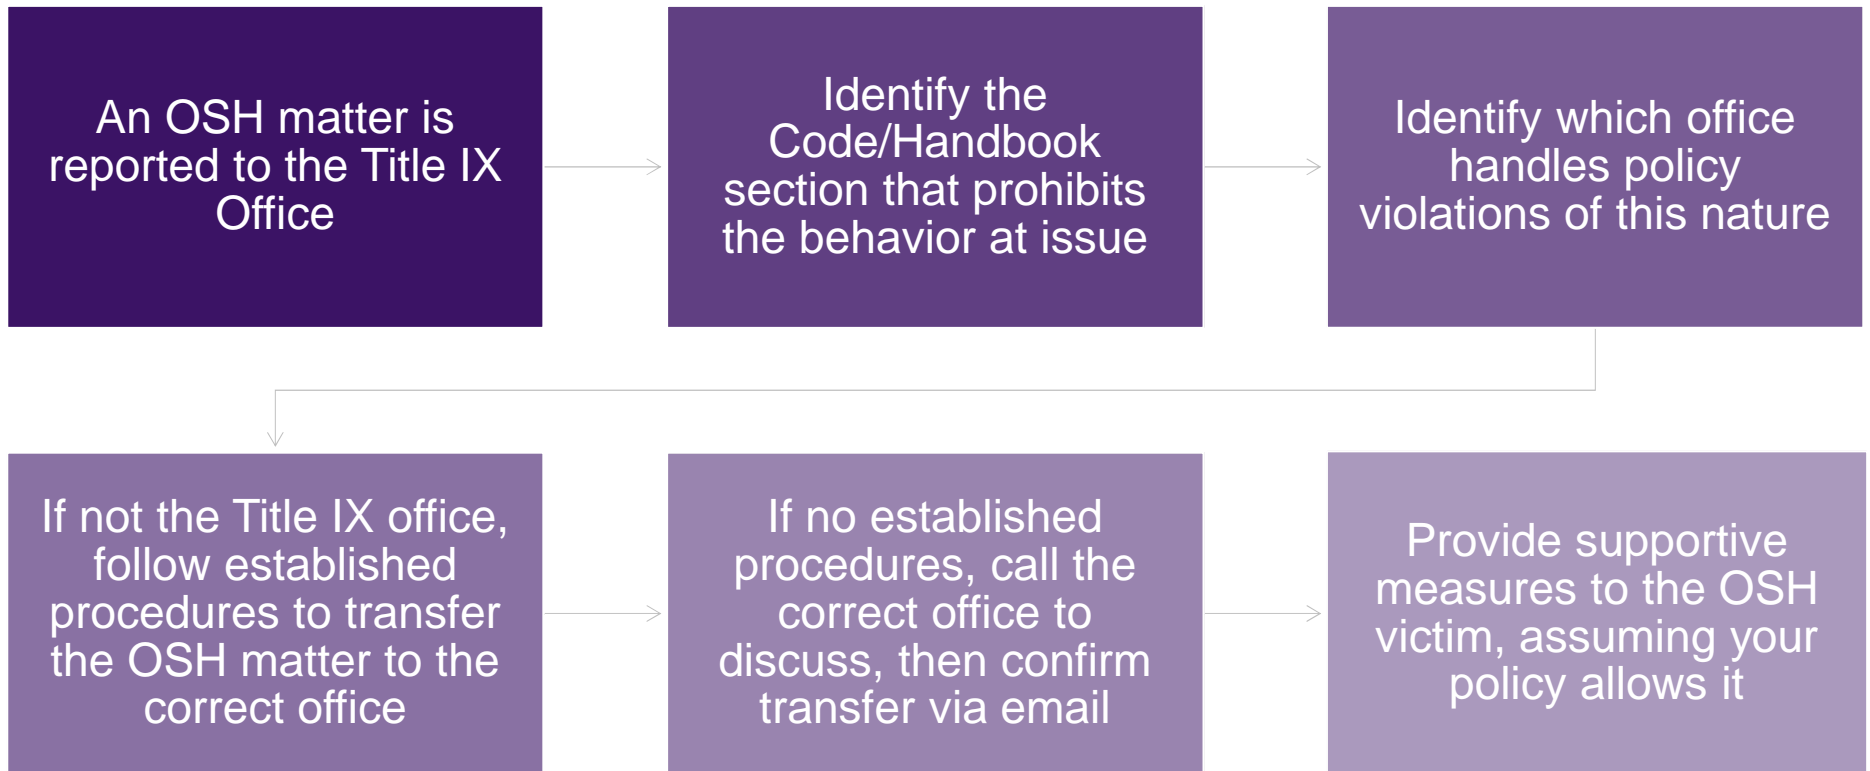 An OSH matter is
reported to the Title IX
Office
Identify the
Code/Handbook
section that prohibits
the behavior at issue
Identify which office
handles policy
violations of this nature
If not the Title IX office,
follow established
procedures to transfer
the OSH matter to the
correct office
If no established
procedures, call the
correct office to
discuss, then confirm
transfer via email
Provide supportive
measures to the OSH
victim, assuming your
policy allows it